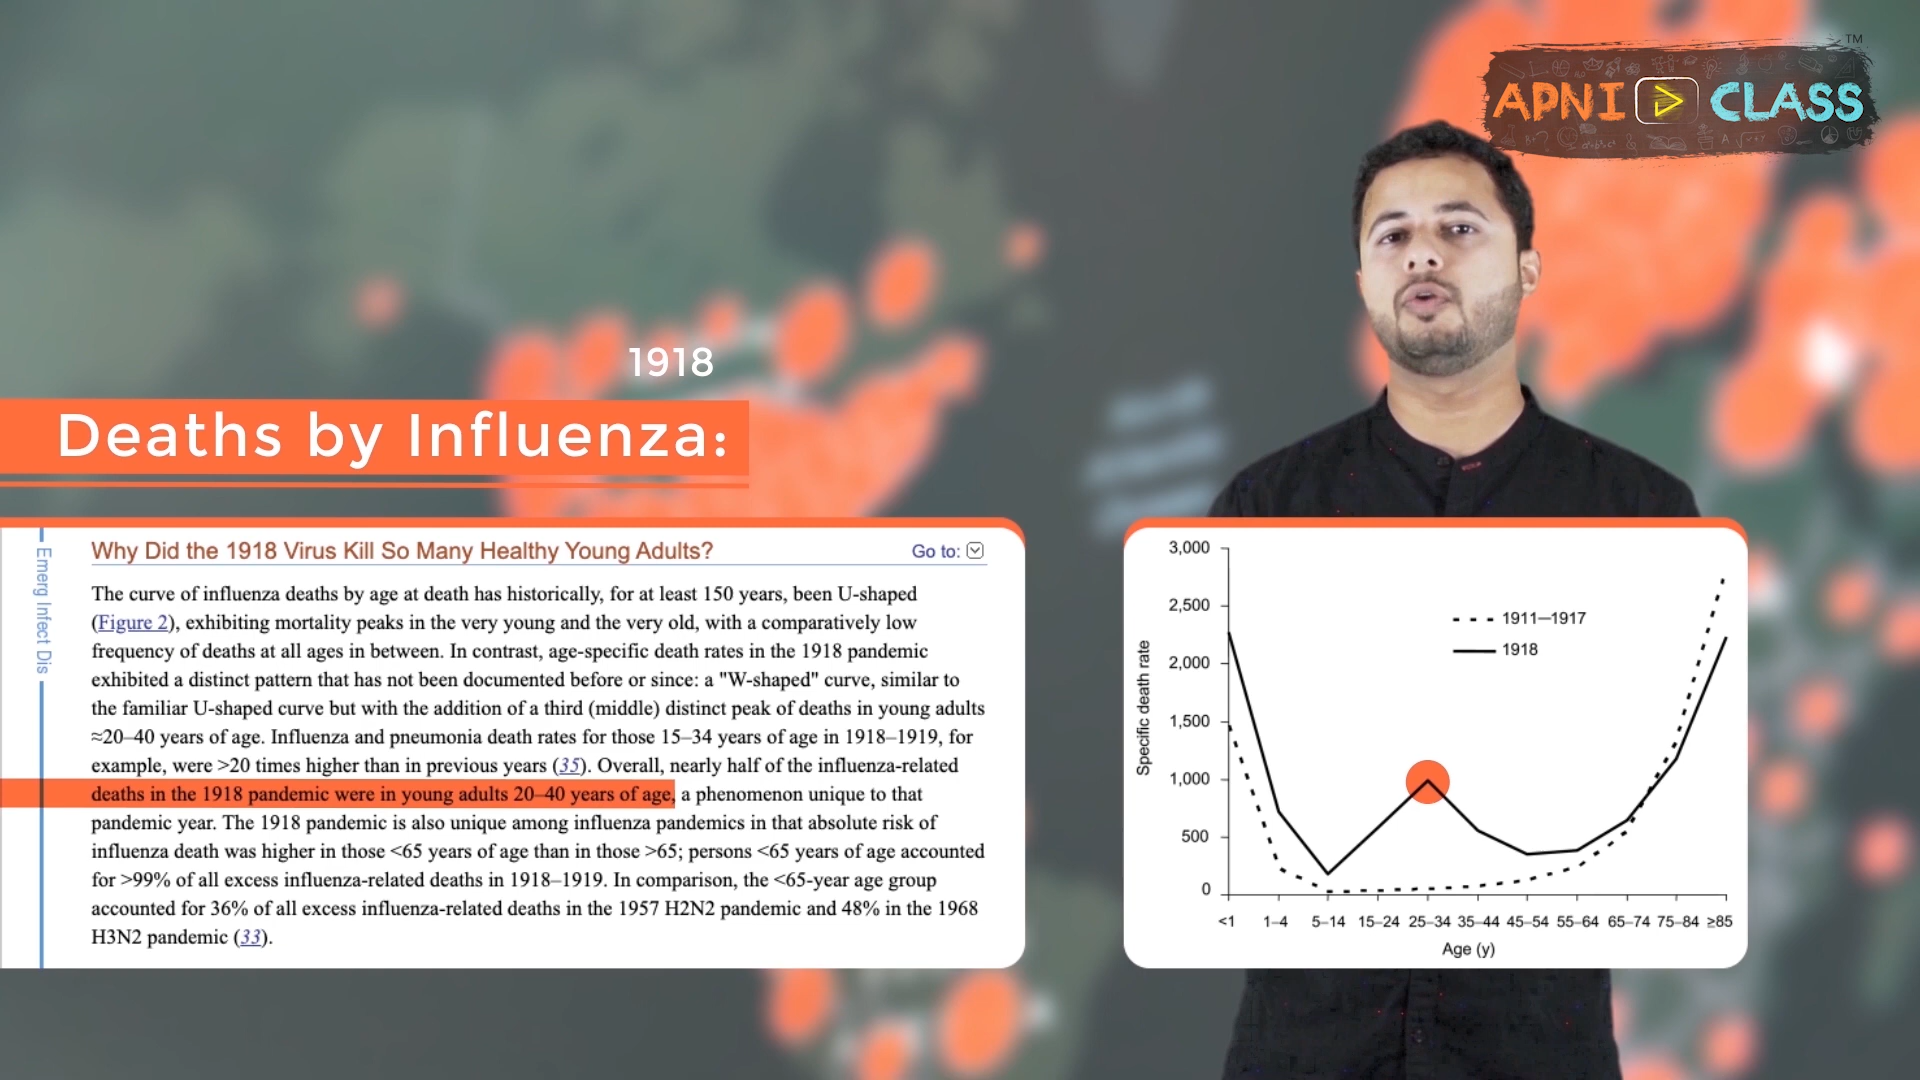 APNI CLASS
TM
1918
Deaths by Influenza:
Emerg Infect Dis
Why Did the 1918 Virus Kill So Many Healthy Young Adults?
Go to:
The curve of influenza deaths by age at death has historically, for at least 150 years, been U-shaped
(Figure 2), exhibiting mortality peaks in the very young and the very old, with a comparatively low
frequency of deaths at all ages in between. In contrast, age-specific death rates in the 1918 pandemic
exhibited a distinct pattern that has not been documented before or since: a "W-shaped" curve, similar to
the familiar U-shaped curve but with the addition of a third (middle) distinct peak of deaths in young adults
≈20–40 years of age. Influenza and pneumonia death rates for those 15–34 years of age in 1918–1919, for
example, were >20 times higher than in previous years (35). Overall, nearly half of the influenza-related
deaths in the 1918 pandemic were in young adults 20–40 years of age, a phenomenon unique to that
pandemic year. The 1918 pandemic is also unique among influenza pandemics in that absolute risk of
influenza death was higher in those <65 years of age than in those >65; persons <65 years of age accounted
for >99% of all excess influenza-related deaths in 1918–1919. In comparison, the <65-year age group
accounted for 36% of all excess influenza-related deaths in the 1957 H2N2 pandemic and 48% in the 1968
H3N2 pandemic (33).
3,000
2,500
2,000
1,500
1,000
500
0
Specific death rate
1911–1917
1918
<1 1–4 5–14 15–24 25–34 35–44 45–54 55–64 65–74 75–84 ≥85
Age (y)